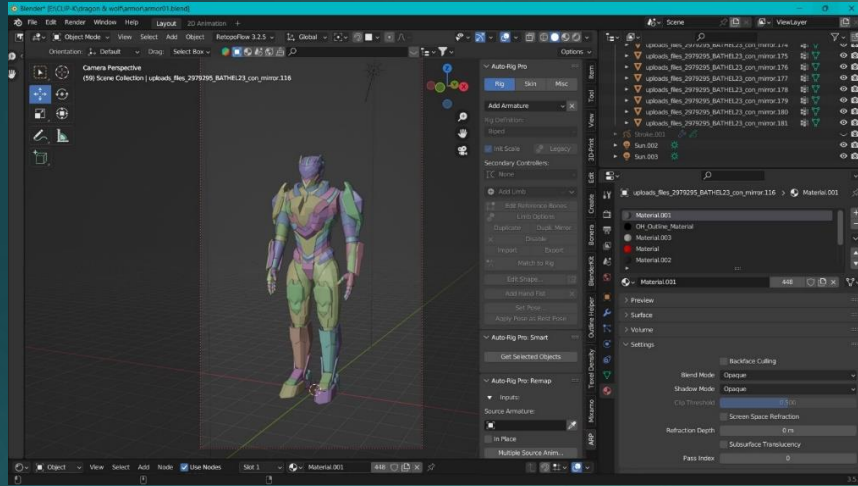 Blender* [E:\CLIP-K\dragon & wolf\armor\armor01.blend]
File Edit Render Window Help Layout 2D Animation + Scene ViewLayer
Object Mode View Select Add Object RetopoFlow 3.2.5 Global
Orientation: Default Drag: Select Box Options
Camera Perspective
(59) Scene Collection | uploads_files_2979295_BATHEL23_con_mirror.116
Auto-Rig Pro
Rig Skin Misc
Add Armature
Rig Definition:
Biped
Init Scale Legacy
Secondary Controllers:
None
Add Limb
Edit Reference Bones
Limb Options
Duplicate Dupli. Mirror
Divide
Import Export
Match to Rig
Edit Shape...
Add Hand Fist
Set Pose
Apply Pose as Rest Pose
Auto-Rig Pro: Smart
Get Selected Objects
Auto-Rig Pro: Remap
Inputs:
Source Armature:
In Place
Multiple Source Anim...
Item
Tool
View
3D-Print
Edit
Create
Bonera
BlenderKit
Outline Helper
Texel Density
Mixamo
ARP
uploads_files_2979295_BATHEL23_con_mirror.174
uploads_files_2979295_BATHEL23_con_mirror.175
uploads_files_2979295_BATHEL23_con_mirror.176
uploads_files_2979295_BATHEL23_con_mirror.177
uploads_files_2979295_BATHEL23_con_mirror.178
uploads_files_2979295_BATHEL23_con_mirror.179
uploads_files_2979295_BATHEL23_con_mirror.180
uploads_files_2979295_BATHEL23_con_mirror.181
Stroke.001
Sun.002
Sun.003
uploads_files_2979295_BATHEL23_con_mirror.116 > Material.001
Material.001
OH_Outline_Material
Material.003
Material
Material.002
Material.001 448
Preview
Surface
Volume
Settings
Backface Culling
Blend Mode Opaque
Shadow Mode Opaque
Clip Threshold 0.500
Screen Space Refraction
Refraction Depth 0 m
Subsurface Translucency
Pass Index 0
Object View Select Add Node Use Nodes Slot 1 Material.001 448